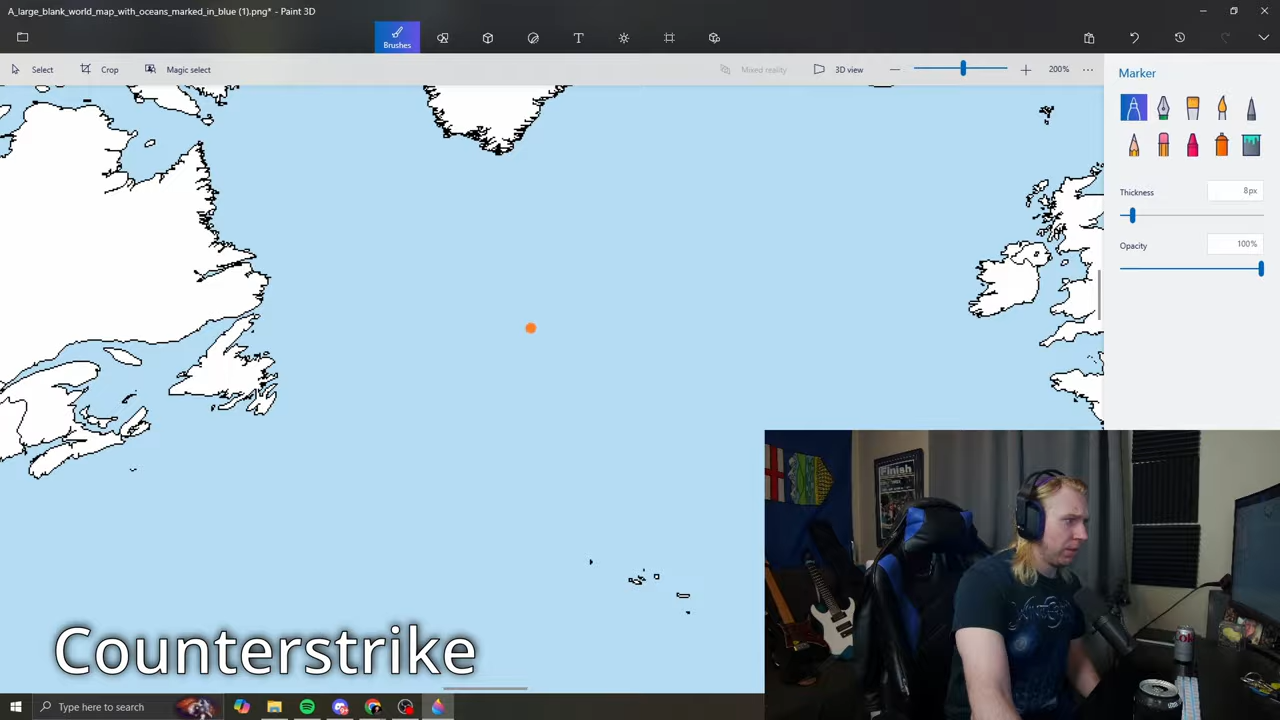 A_large_blank_world_map_with_oceans_marked_in_blue (1).png* - Paint 3D
Brushes
Select
Crop
Magic select
Mixed reality
3D view
200%
Marker
Thickness
8px
Opacity
100%
Finish
Counterstrike
Type here to search